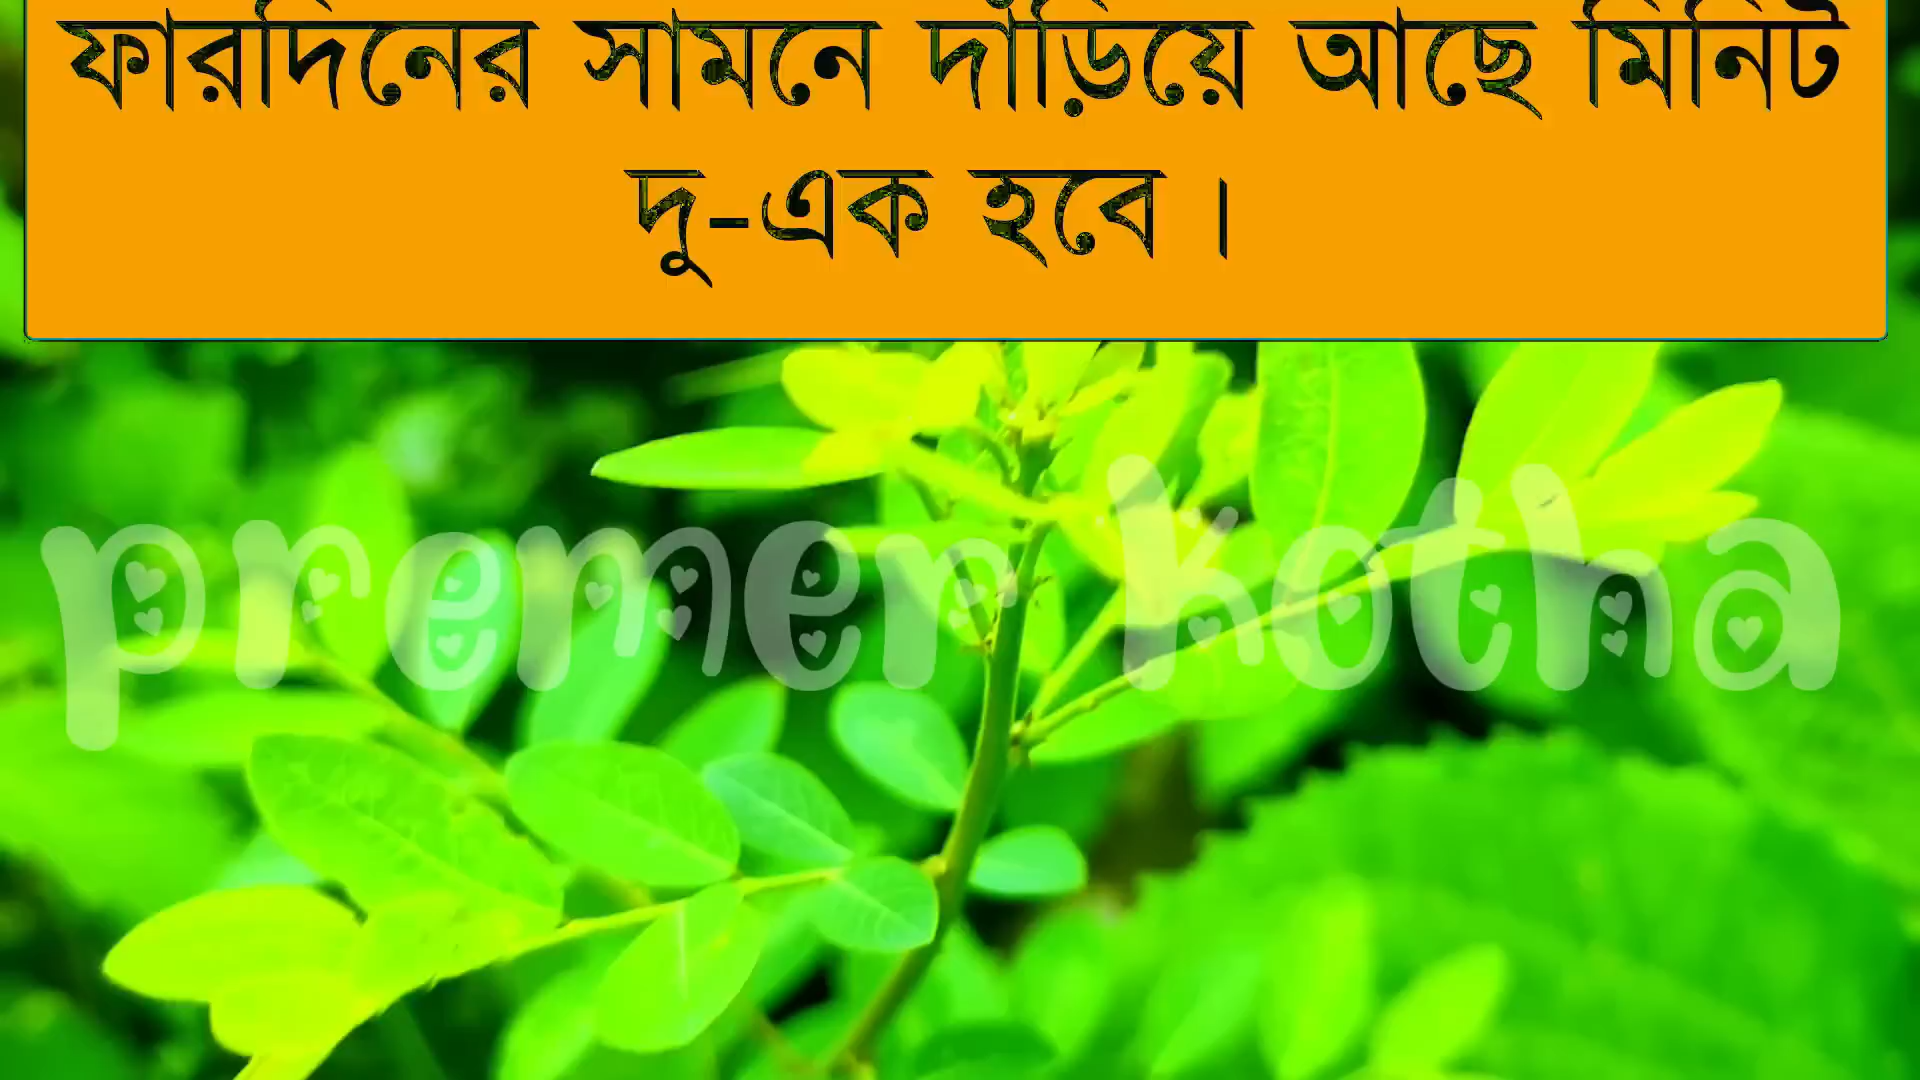 ফারদিনের সামনে দাঁড়িয়ে আছে মিনিট
দু-এক হবে।
premer kotha